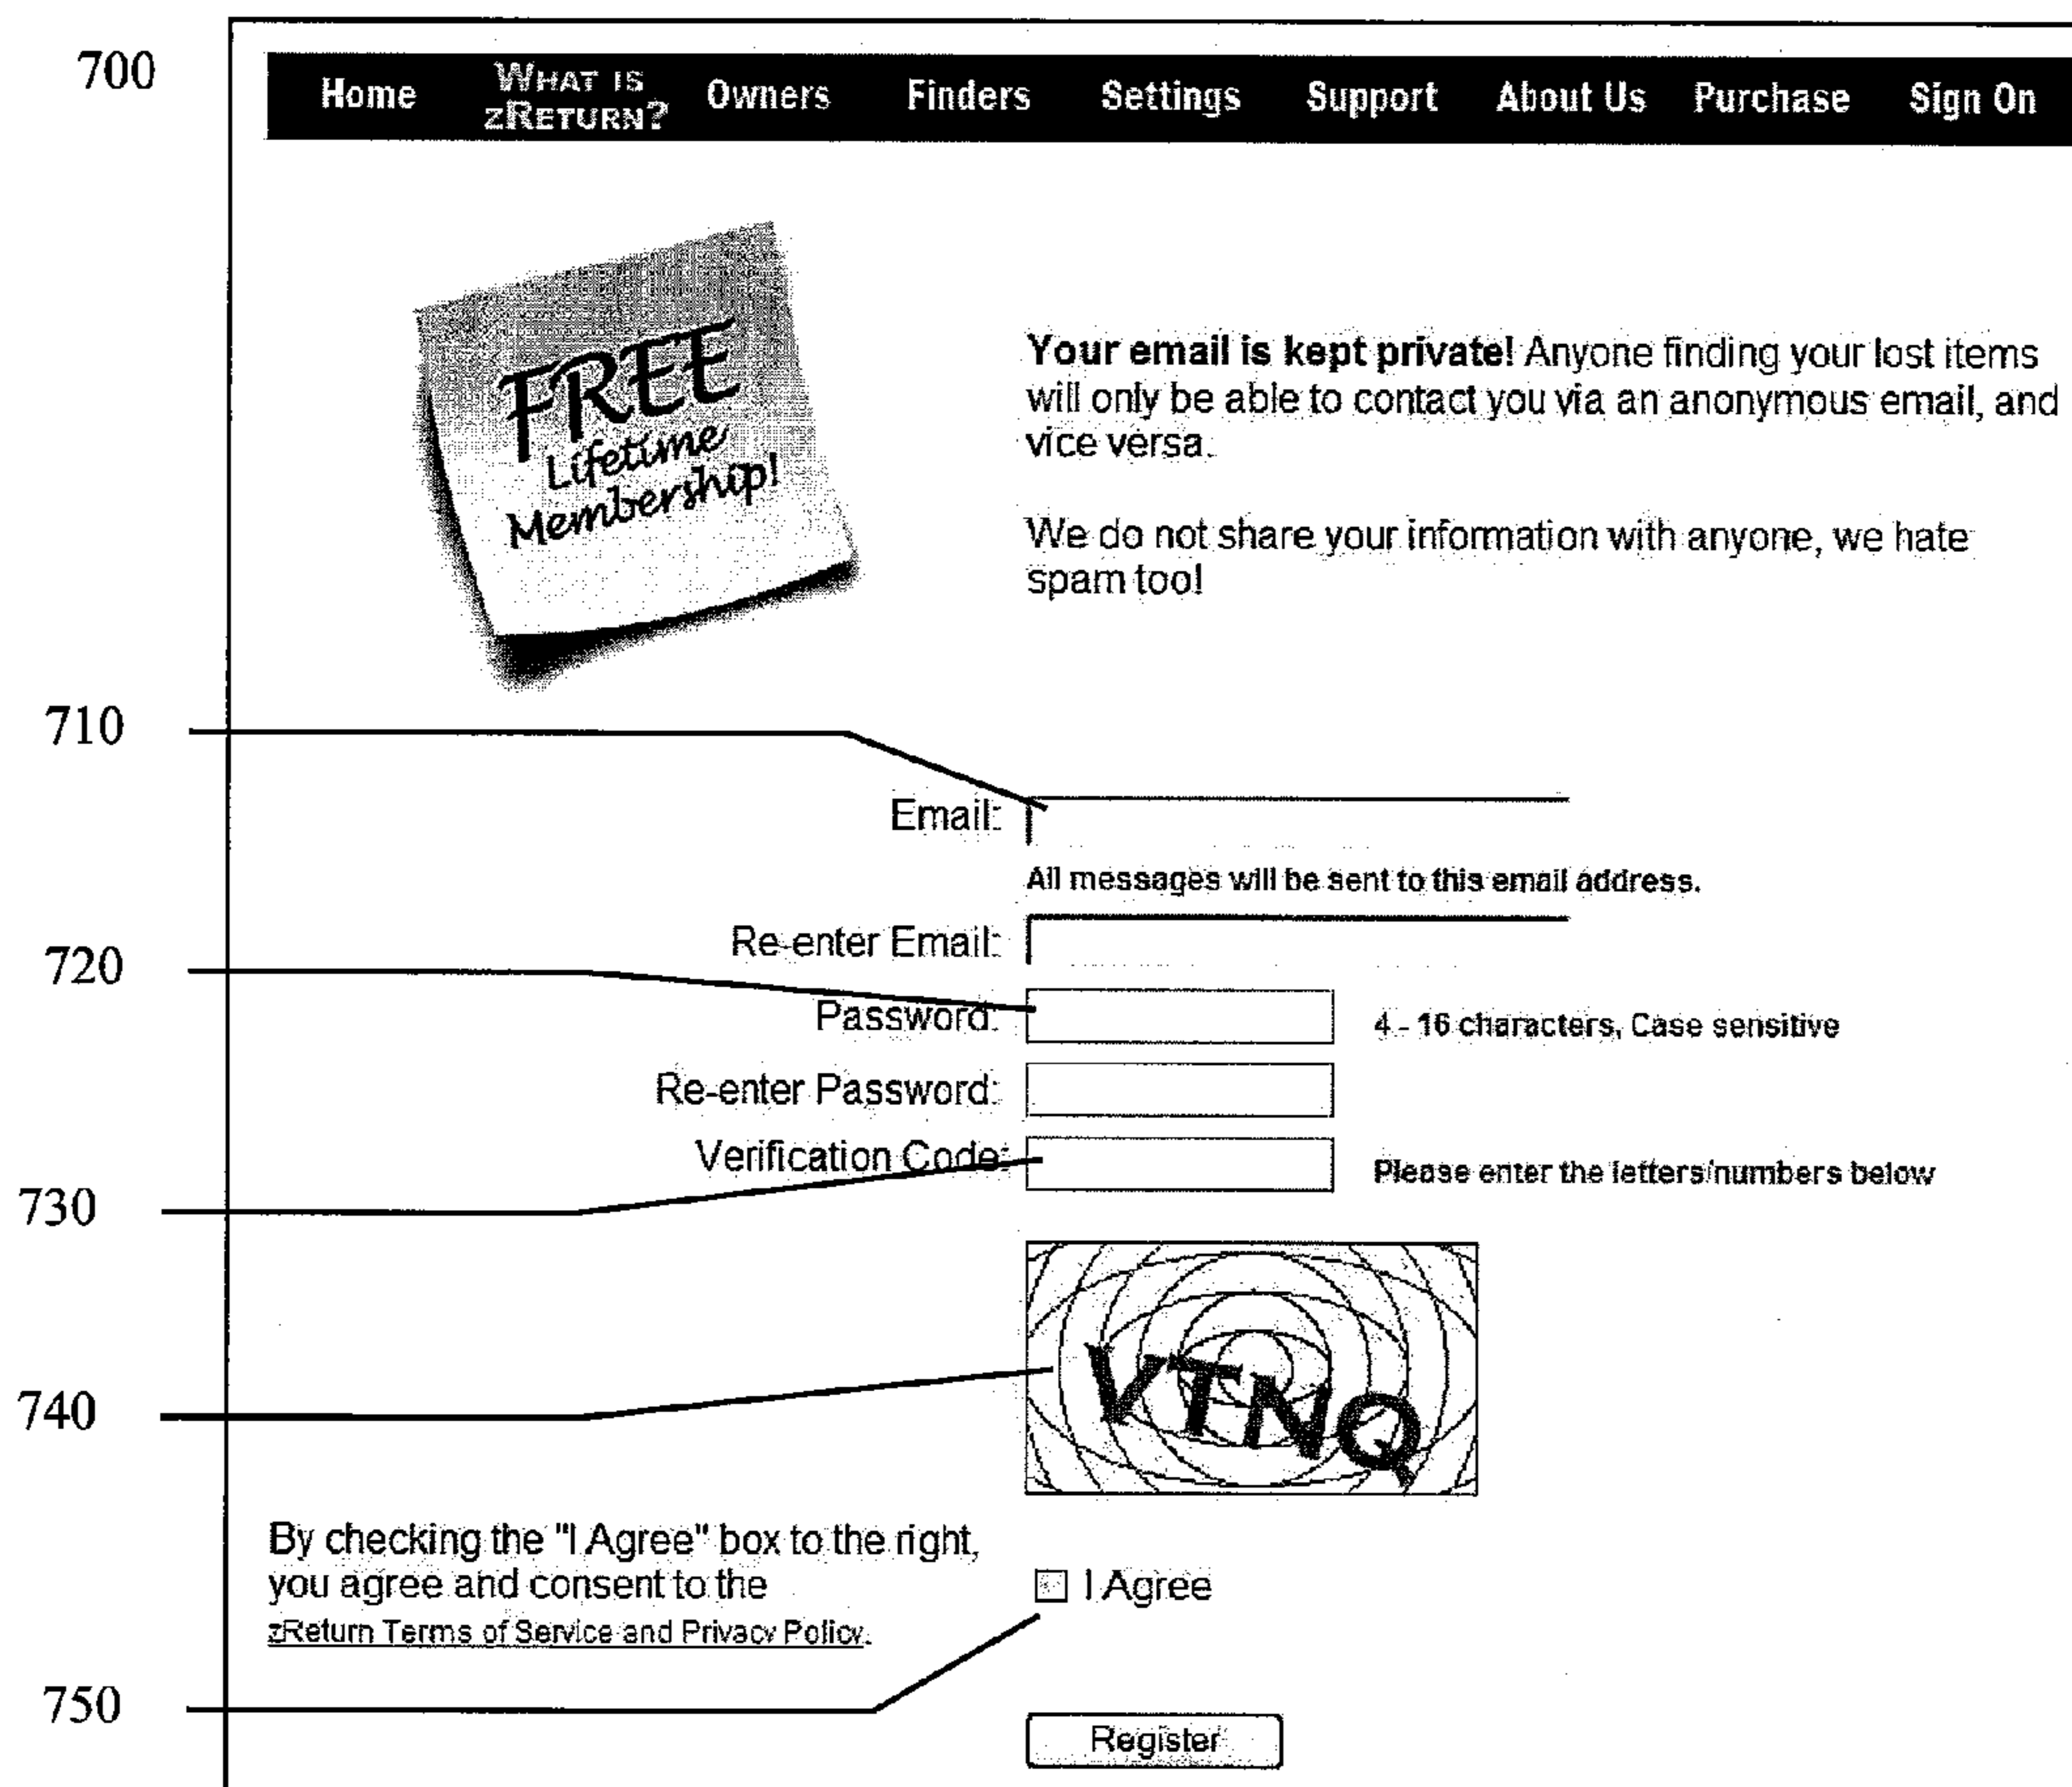 700
Home WHAT IS ZRETURN? Owners Finders Settings Support About Us Purchase Sign On
FREE
Lifetime
Membership!
Your email is kept private! Anyone finding your lost items
will only be able to contact you via an anonymous email, and
vice versa.
We do not share your information with anyone, we hate
spam too!
710
Email:
All messages will be sent to this email address.
Re-enter Email:
720
Password: 4 - 16 characters, Case sensitive
Re-enter Password:
Verification Code: Please enter the letters/numbers below
730
VTNQ
740
By checking the "I Agree" box to the right,
you agree and consent to the
zReturn Terms of Service and Privacy Policy.
I Agree
750
Register